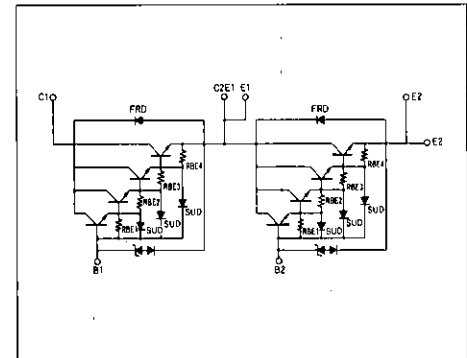 C1
C2E1 E1
E2
FRD
FRD
E2
RBE4
RBE4
RBE3
RBE3
RBE2
RBE2
SUD
SUD
RBE1
SUD
SUD
RBE1
SUD
SUD
B1
B2